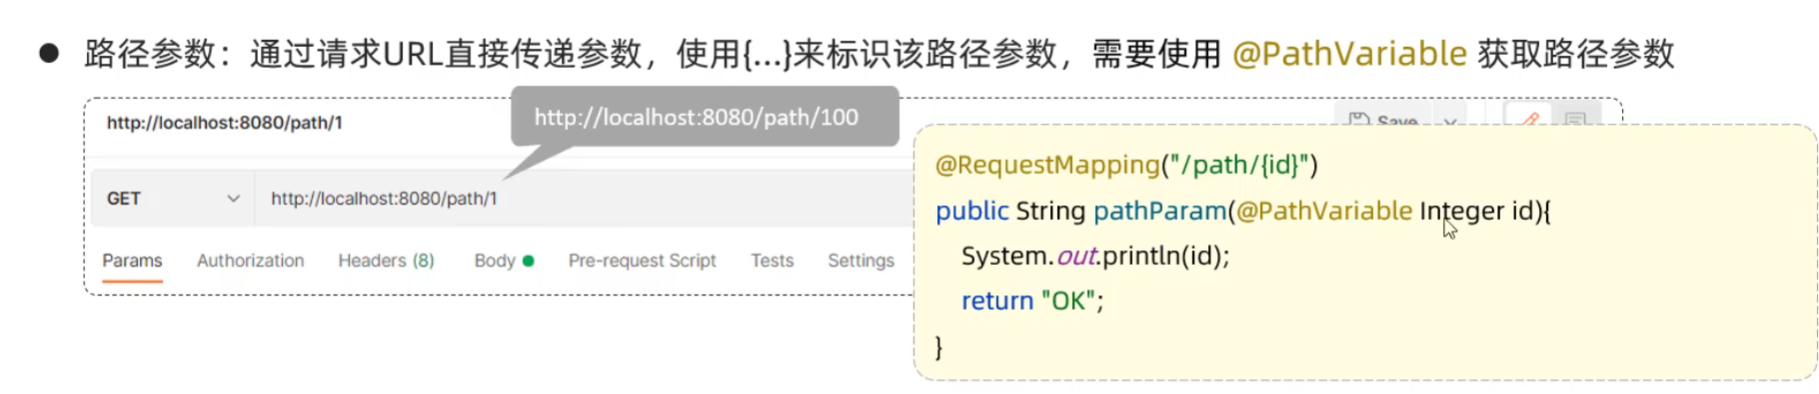 路径参数：通过请求URL直接传递参数，使用{...}来标识该路径参数，需要使用 @PathVariable 获取路径参数
http://localhost:8080/path/1
http://localhost:8080/path/100
Save
GET
http://localhost:8080/path/1
Params Authorization Headers (8) Body Pre-request Script Tests Settings
@RequestMapping("/path/{id}")
public String pathParam(@PathVariable Integer id){
System.out.println(id);
return "OK";
}